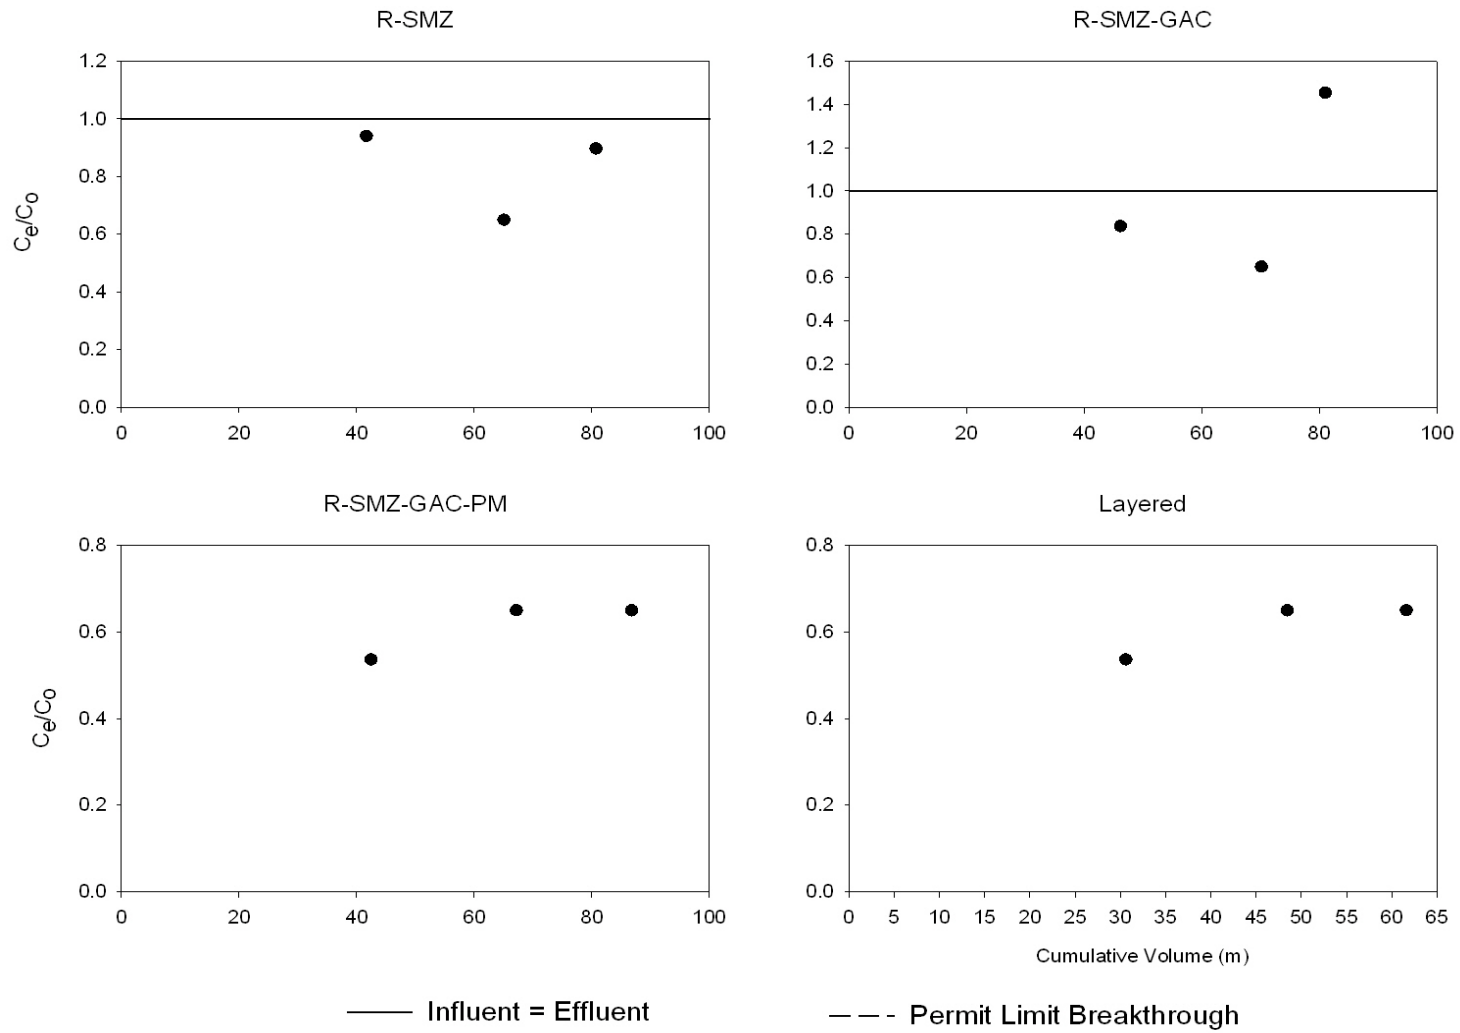 R-SMZ
1.2
1.0
0.8
0.6
0.4
0.2
0.0
Ce/Co
0 20 40 60 80 100
R-SMZ-GAC
1.6
1.4
1.2
1.0
0.8
0.6
0.4
0.2
0.0
0 20 40 60 80 100
R-SMZ-GAC-PM
0.8
0.6
0.4
0.2
0.0
Ce/Co
0 20 40 60 80 100
Layered
0.8
0.6
0.4
0.2
0.0
0 5 10 15 20 25 30 35 40 45 50 55 60 65
Cumulative Volume (m)
Influent = Effluent
Permit Limit Breakthrough